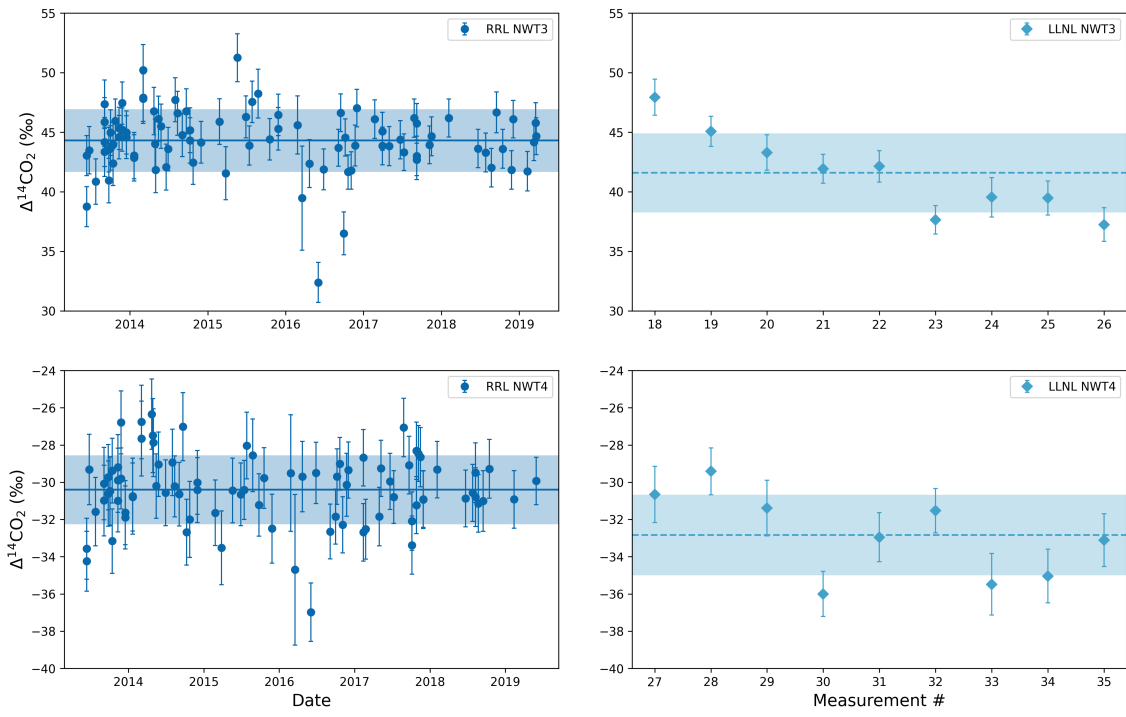 55
50
45
40
35
30
Δ¹⁴CO₂ (‰)
RRL NWT3
2014 2015 2016 2017 2018 2019
55
50
45
40
35
30
LLNL NWT3
18 19 20 21 22 23 24 25 26
−24
−26
−28
−30
−32
−34
−36
−38
−40
Δ¹⁴CO₂ (‰)
RRL NWT4
2014 2015 2016 2017 2018 2019
Date
−24
−26
−28
−30
−32
−34
−36
−38
−40
LLNL NWT4
27 28 29 30 31 32 33 34 35
Measurement #